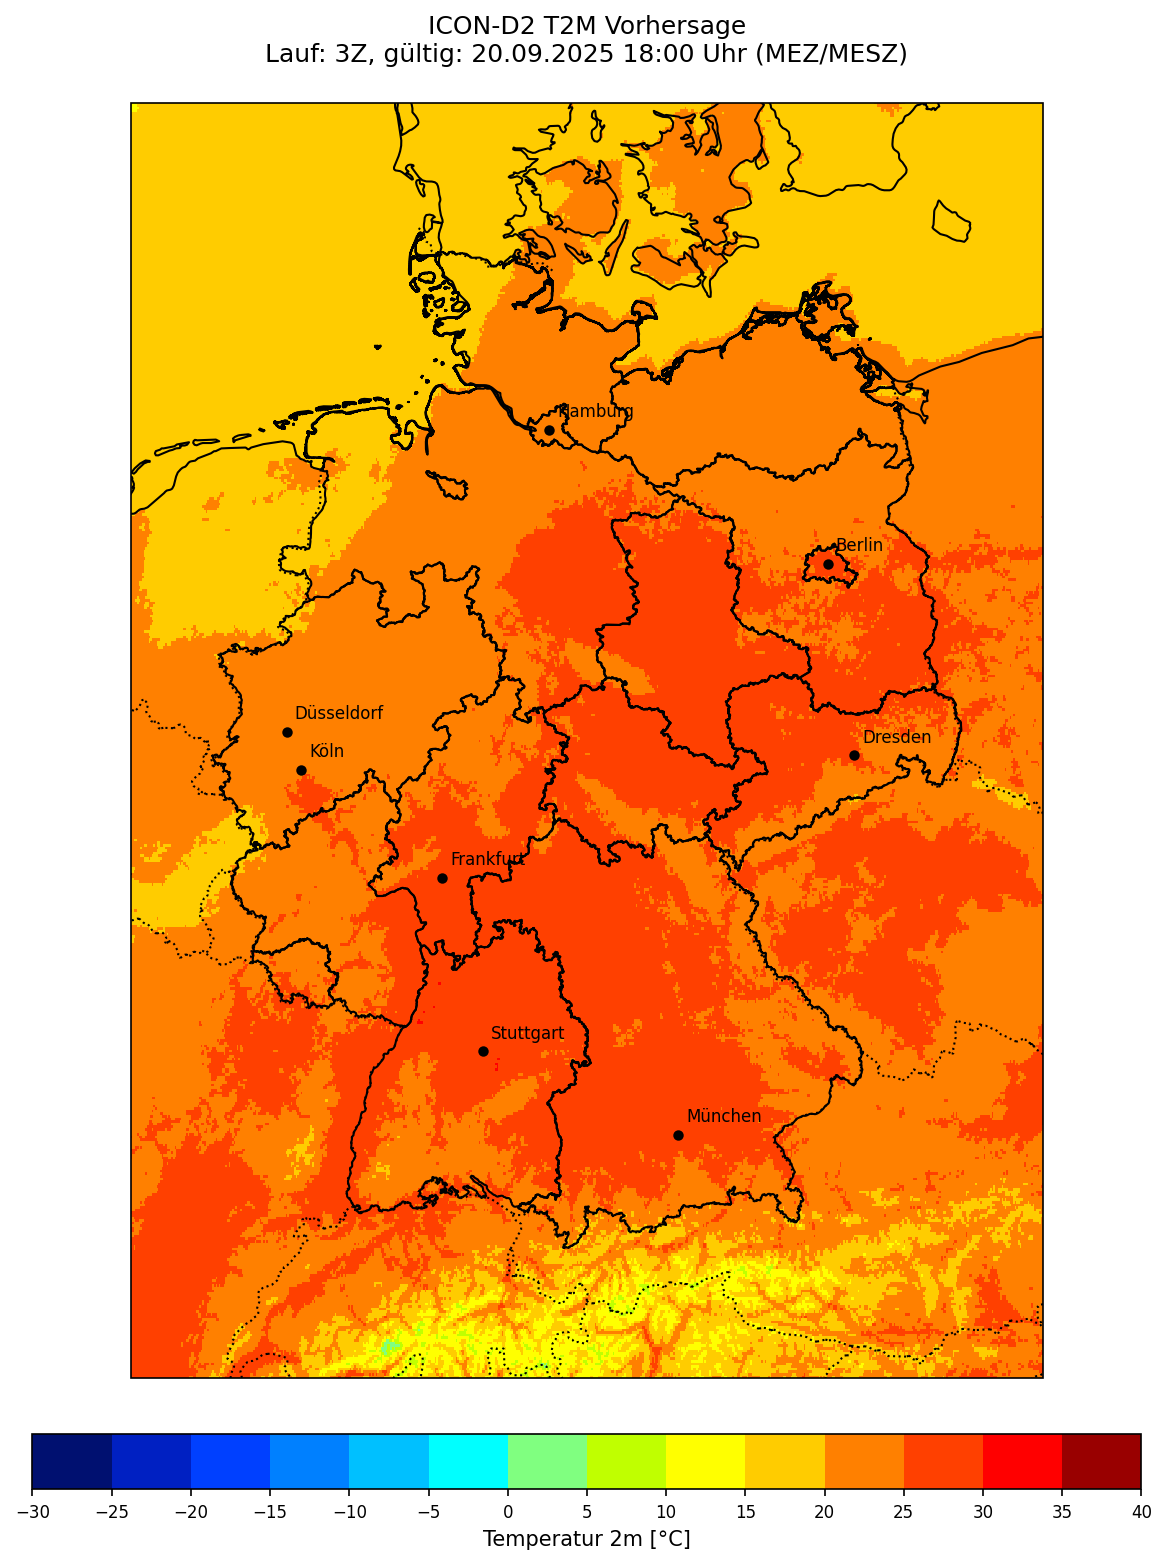 ICON-D2 T2M Vorhersage
Lauf: 3Z, gültig: 20.09.2025 18:00 Uhr (MEZ/MESZ)
Hamburg
Berlin
Düsseldorf
Dresden
Köln
Frankfurt
Stuttgart
München
−30 −25 −20 −15 −10 −5 0 5 10 15 20 25 30 35 40
Temperatur 2m [°C]